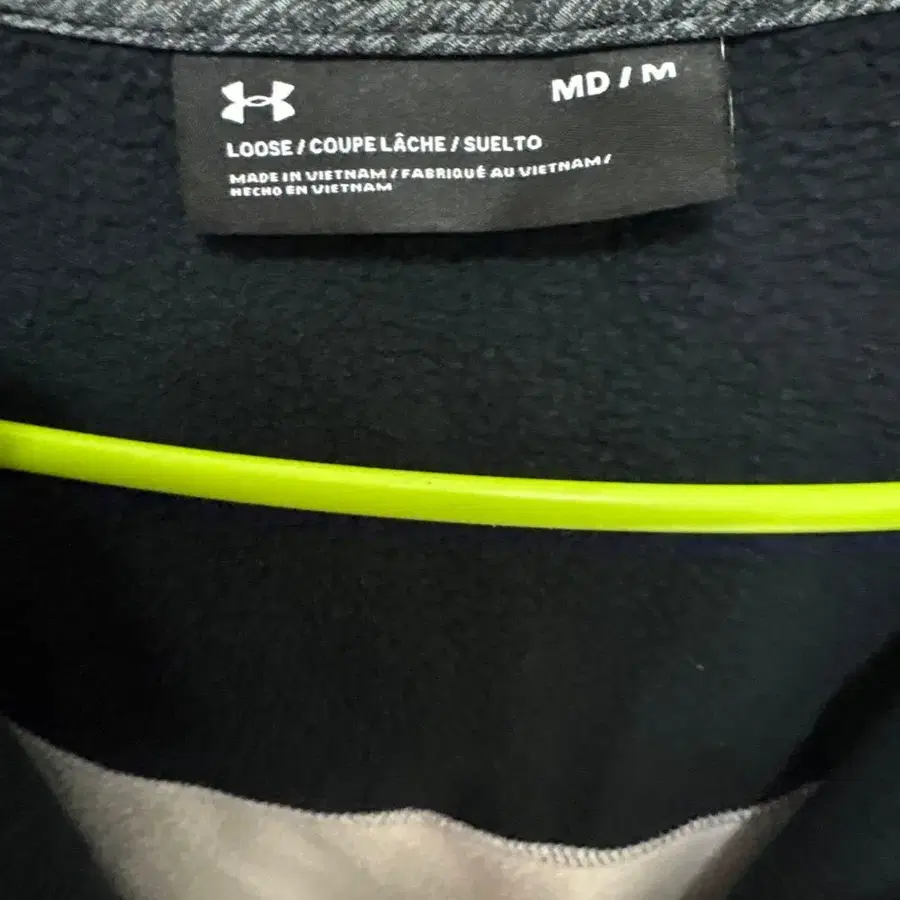 MD / M
LOOSE / COUPE LÂCHE / SUELTO
MADE IN VIETNAM / FABRIQUÉ AU VIETNAM /
HECHO EN VIETNAM